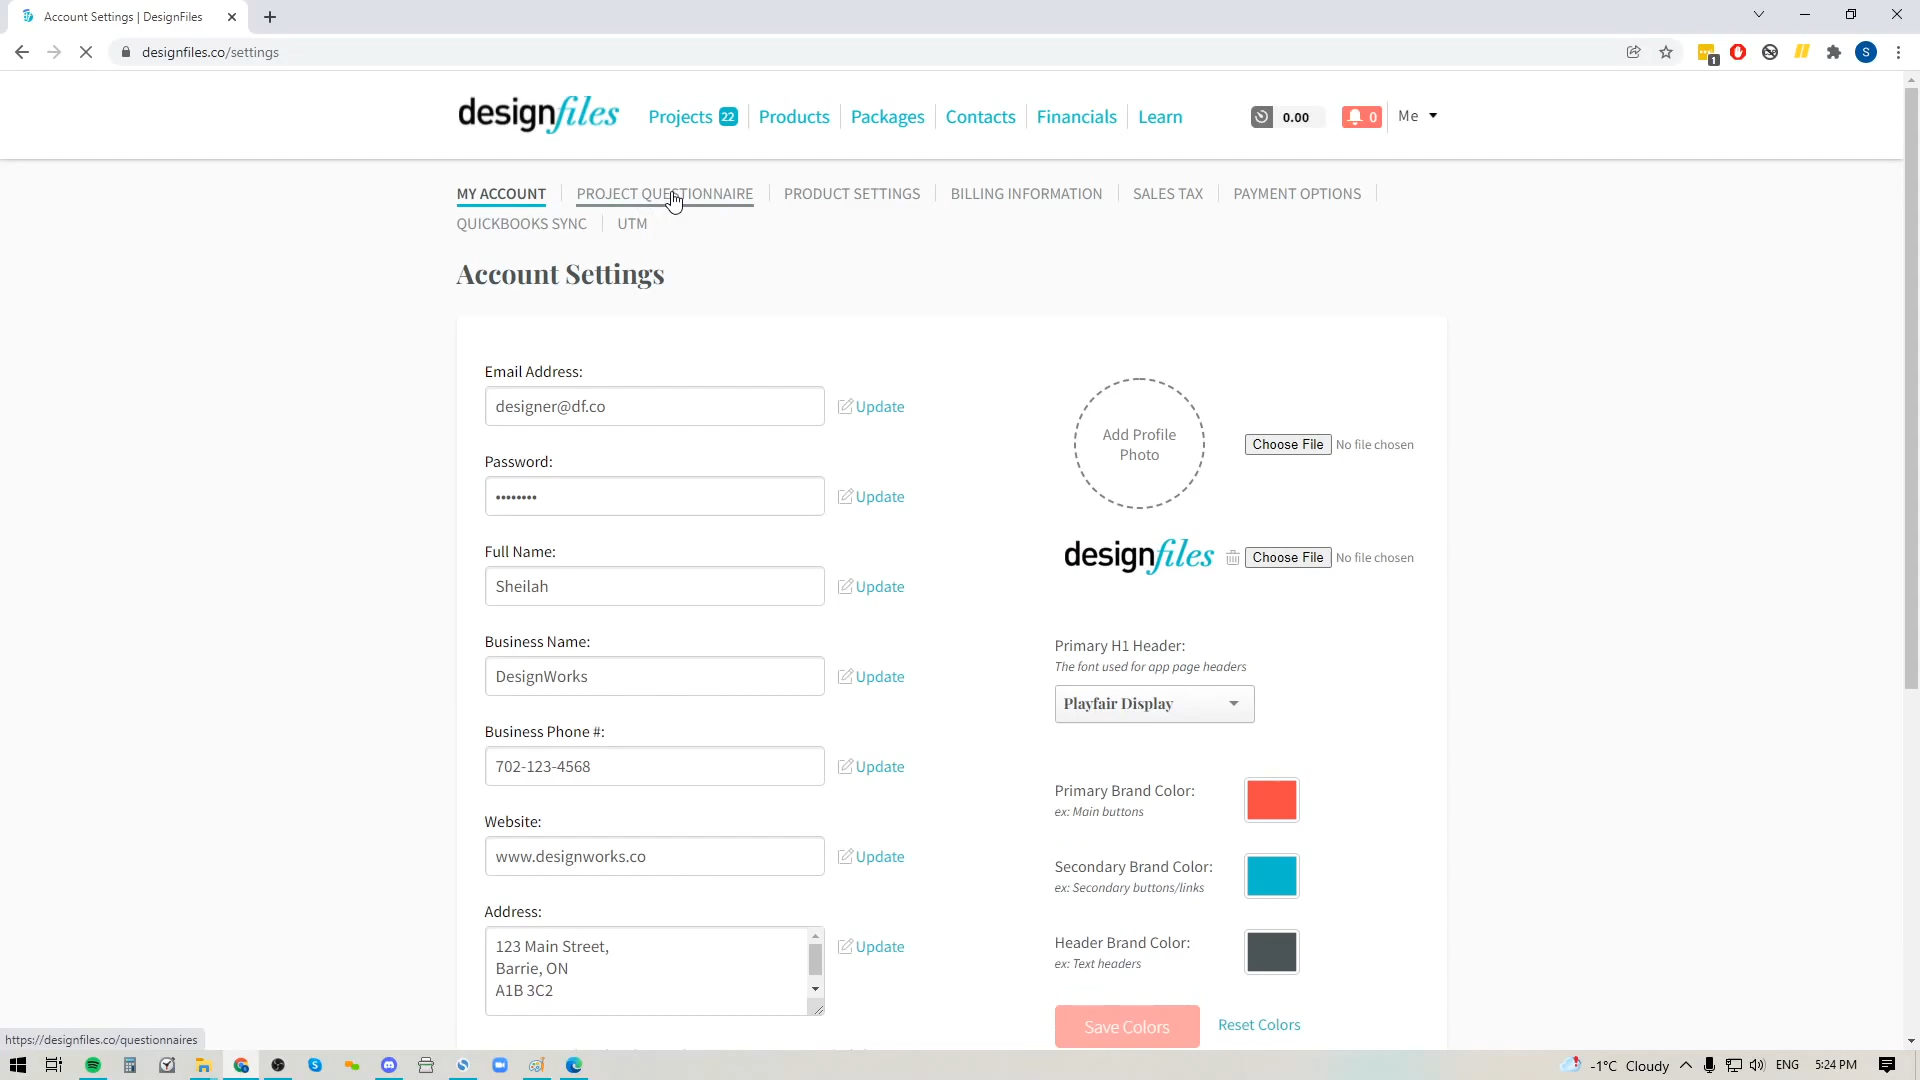 Account Settings | DesignFiles
designfiles.co/settings
1
S
designfiles
Projects 22
Products
Packages
Contacts
Financials
Learn
0.00
0
Me
MY ACCOUNT
PROJECT QUESTIONNAIRE
PRODUCT SETTINGS
BILLING INFORMATION
SALES TAX
PAYMENT OPTIONS
QUICKBOOKS SYNC
UTM
Account Settings
Email Address:
designer@df.co
Update
Password:
••••••••
Update
Full Name:
Sheilah
Update
Business Name:
DesignWorks
Update
Business Phone #:
702-123-4568
Update
Website:
www.designworks.co
Update
Address:
123 Main Street,
Barrie, ON
A1B 3C2
Update
Add Profile
Photo
Choose File No file chosen
designfiles
Choose File No file chosen
Primary H1 Header:
The font used for app page headers
Playfair Display
Primary Brand Color:
ex: Main buttons
Secondary Brand Color:
ex: Secondary buttons/links
Header Brand Color:
ex: Text headers
Save Colors
Reset Colors
https://designfiles.co/questionnaires
-1°C Cloudy
ENG
5:24 PM